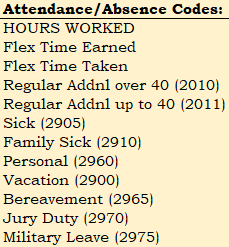 Attendance/Absence Codes:
HOURS WORKED
Flex Time Earned
Flex Time Taken
Regular Addnl over 40 (2010)
Regular Addnl up to 40 (2011)
Sick (2905)
Family Sick (2910)
Personal (2960)
Vacation (2900)
Bereavement (2965)
Jury Duty (2970)
Military Leave (2975)